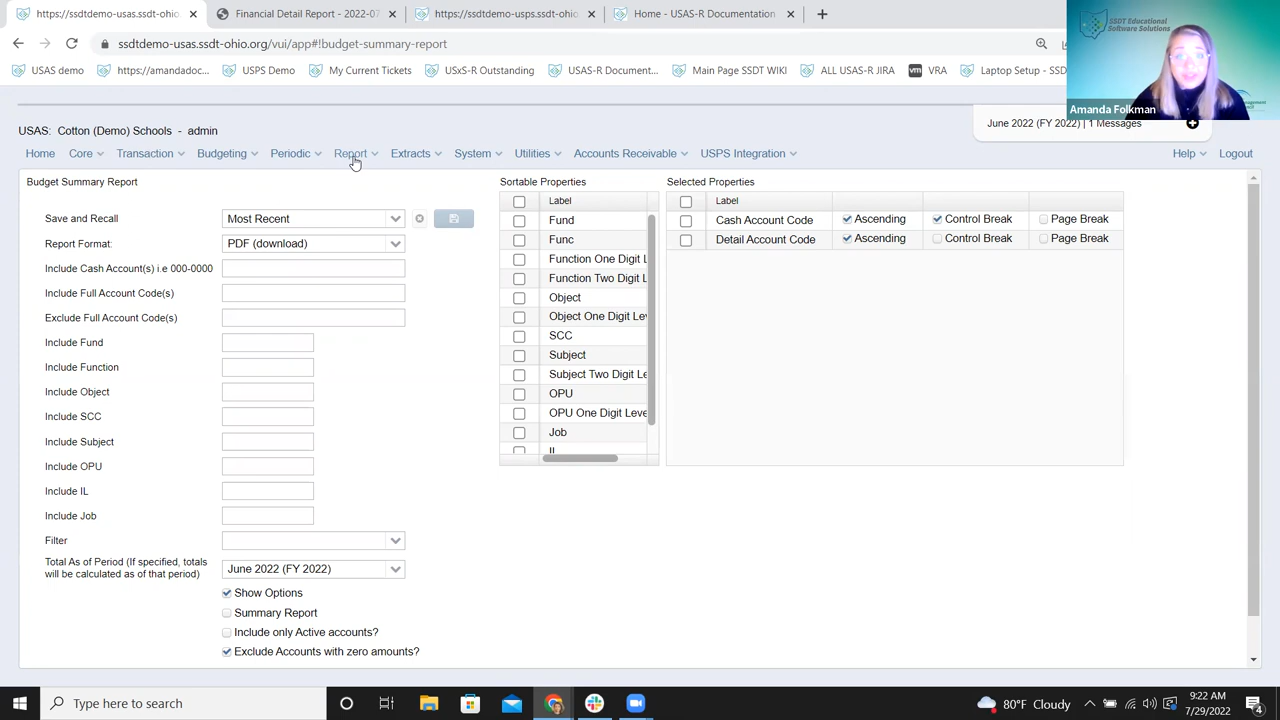 https://ssdtdemo-usas.ssdt-ohio
Financial Detail Report - 2022-07
https://ssdtdemo-usps.ssdt-ohio
Home - USAS-R Documentation
ssdtdemo-usas.ssdt-ohio.org/vui/app#!budget-summary-report
USAS demo
https://amandadoc...
USPS Demo
My Current Tickets
USxS-R Outstanding
USAS-R Document...
Main Page SSDT WIKI
ALL USAS-R JIRA
vm VRA
Laptop Setup - SSD
SSDT Educational
Software Solutions
Amanda Folkman
USAS: Cotton (Demo) Schools - admin
June 2022 (FY 2022) | 1 Messages
Home Core Transaction Budgeting Periodic Report Extracts System Utilities Accounts Receivable USPS Integration Help Logout
Budget Summary Report
Save and Recall Most Recent
Report Format: PDF (download)
Include Cash Account(s) i.e 000-0000
Include Full Account Code(s)
Exclude Full Account Code(s)
Include Fund
Include Function
Include Object
Include SCC
Include Subject
Include OPU
Include IL
Include Job
Filter
Total As of Period (If specified, totals
will be calculated as of that period)
June 2022 (FY 2022)
Show Options
Summary Report
Include only Active accounts?
Exclude Accounts with zero amounts?
Sortable Properties
Label
Fund
Func
Function One Digit L
Function Two Digit L
Object
Object One Digit Lev
SCC
Subject
Subject Two Digit Le
OPU
OPU One Digit Leve
Job
IL
Selected Properties
Label
Cash Account Code Ascending Control Break Page Break
Detail Account Code Ascending Control Break Page Break
Type here to search
80°F Cloudy
9:22 AM
7/29/2022
4